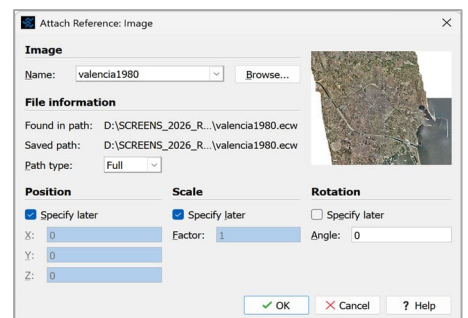 Attach Reference: Image
Image
Name: valencia1980 Browse...
File information
Found in path: D:\SCREENS_2026_R...\valencia1980.ecw
Saved path: D:\SCREENS_2026_R...\valencia1980.ecw
Path type: Full
Position Scale Rotation
Specify later Specify later Specify later
X: 0 Factor: 1 Angle: 0
Y: 0
Z: 0
OK Cancel ? Help